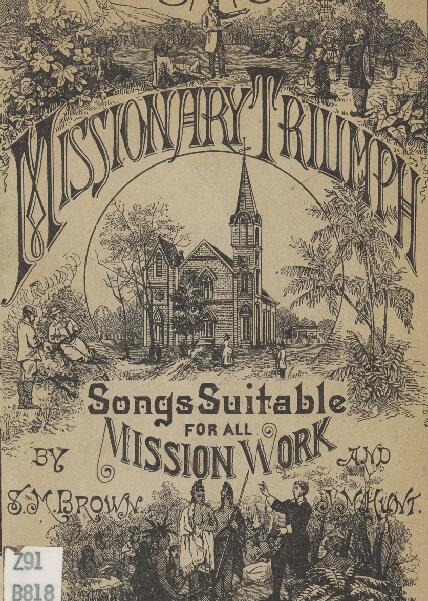 MISSIONARY TRIUMPH
Songs Suitable
FOR ALL
MISSION WORK
BY AND
S.M. BROWN. J.N. HUNT.
Z91
B818